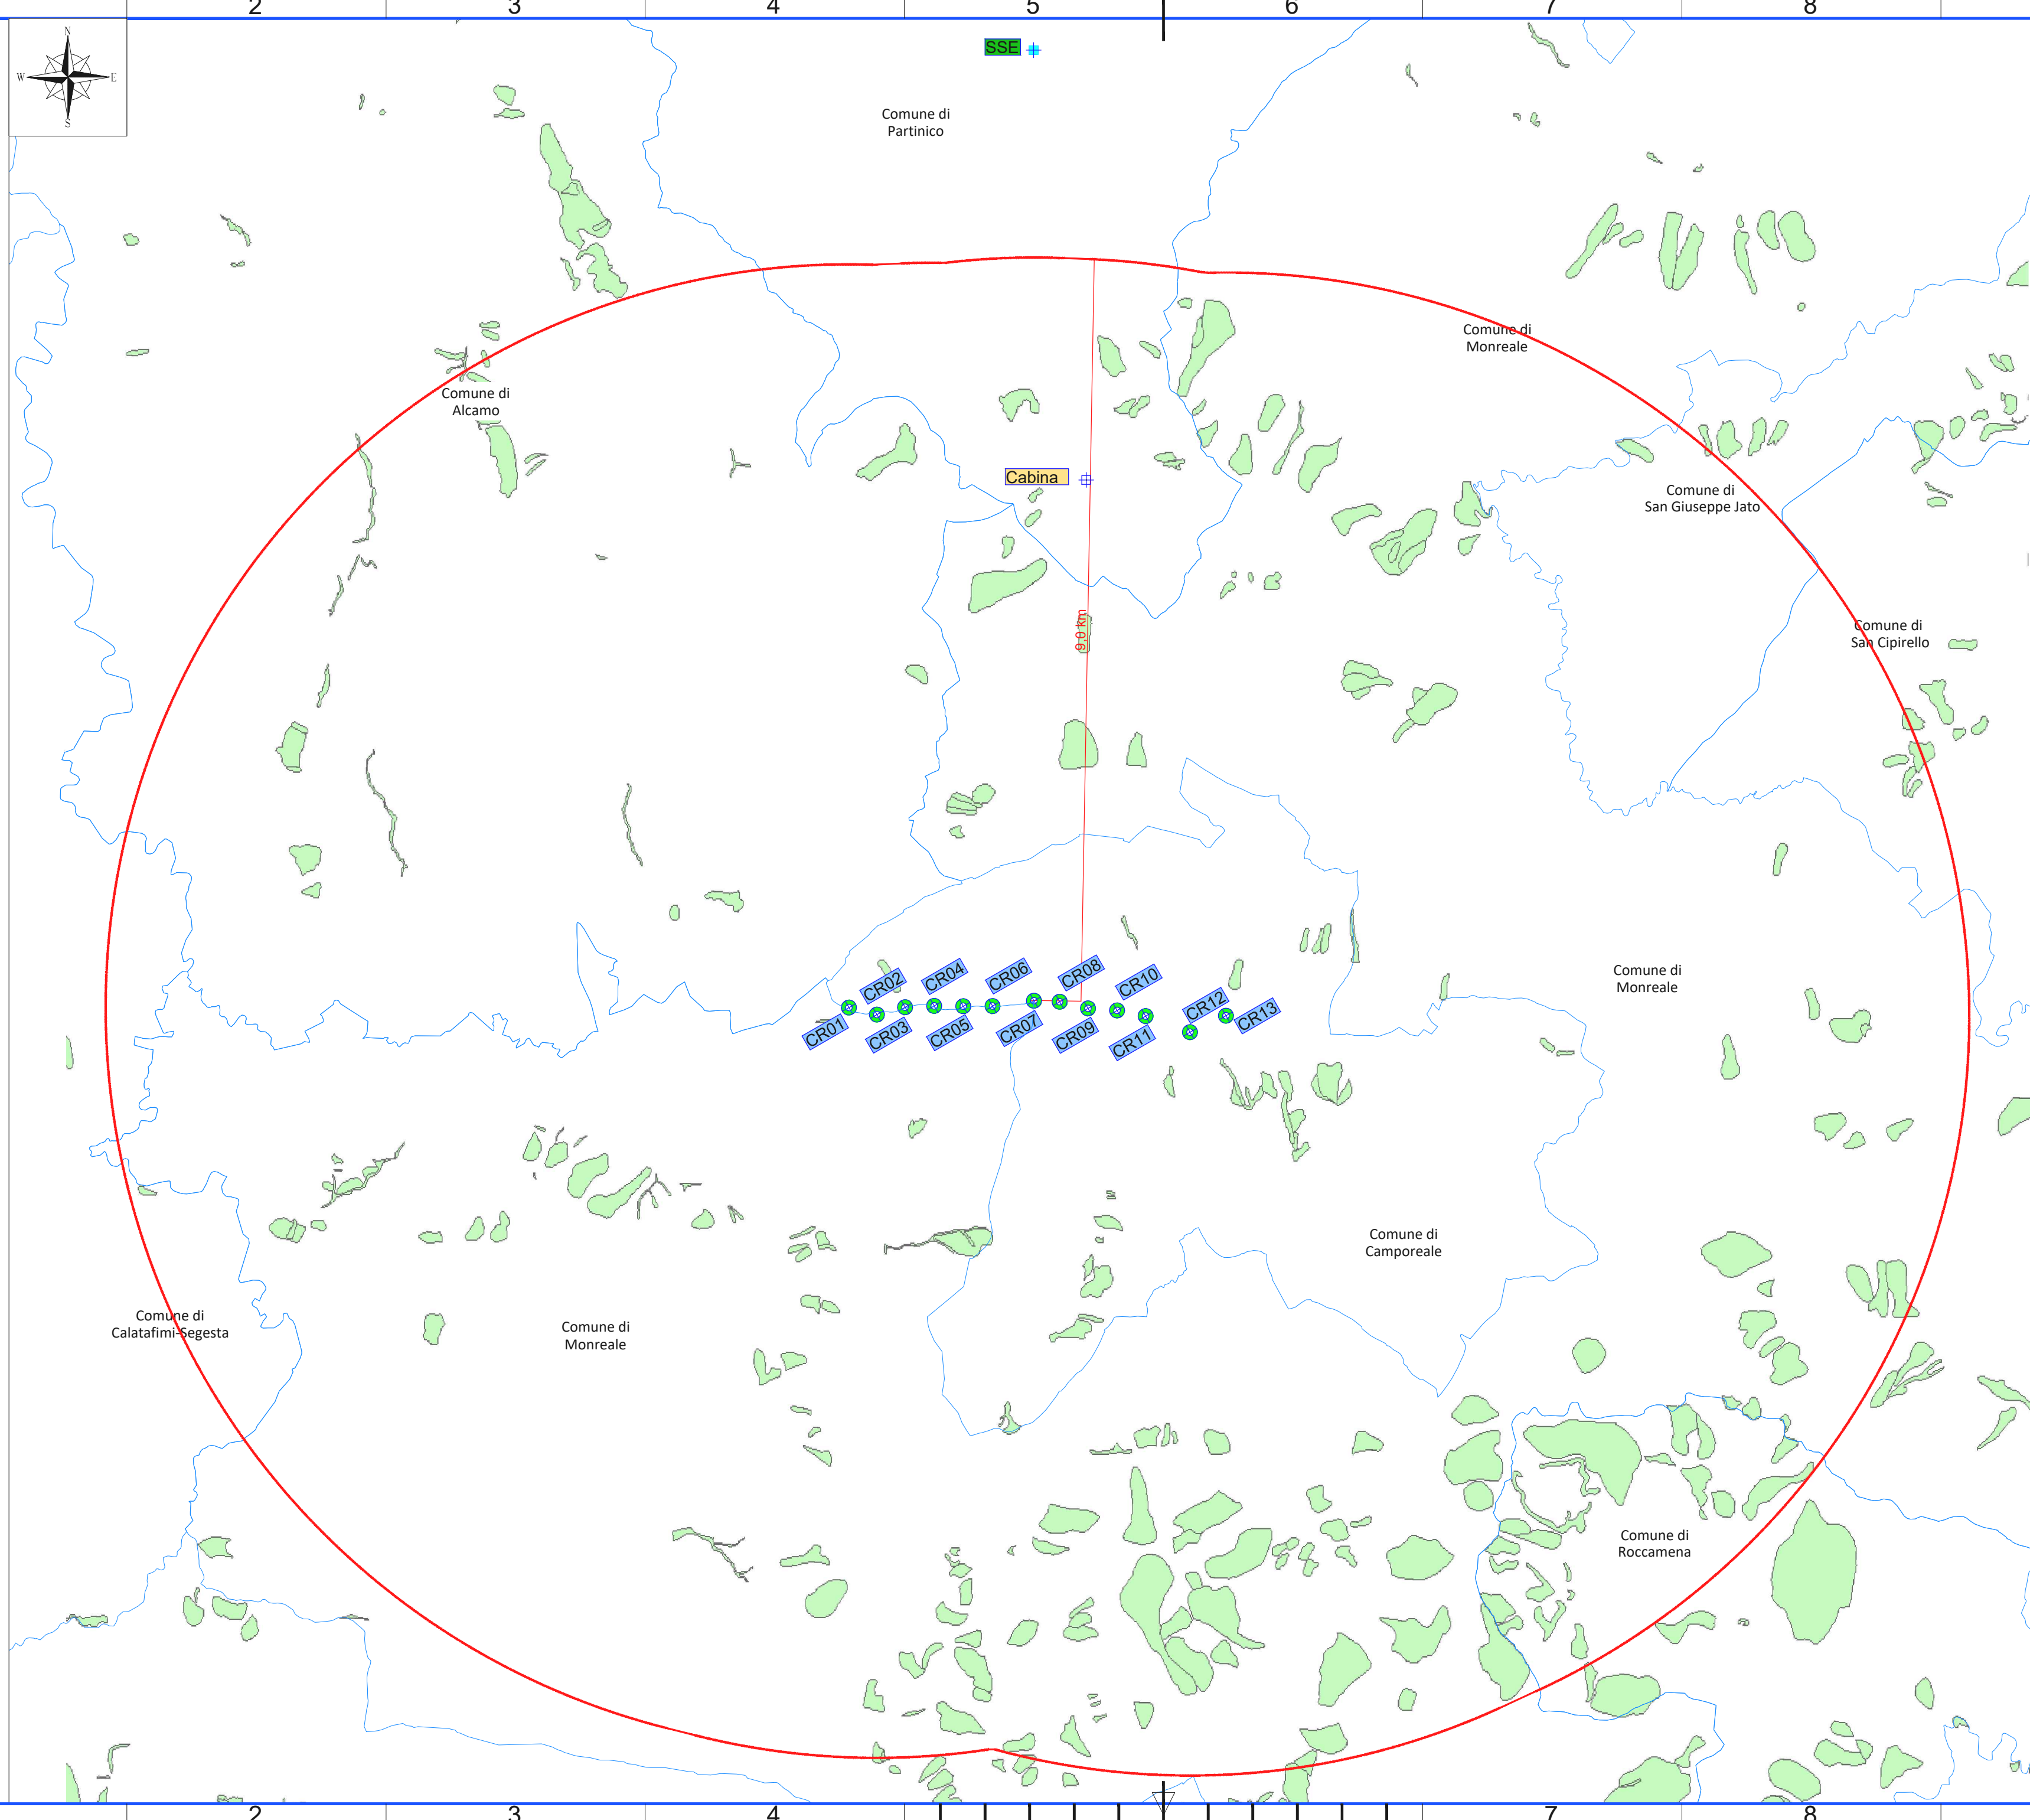 2 3 4 5 6 7 8
N
W E
S
SSE
Comune di
Partinico
Comune di
Monreale
Comune di
Alcamo
Cabina
Comune di
San Giuseppe Jato
9,0 km
Comune di
San Cipirello
CR01
CR02
CR03
CR04
CR05
CR06
CR07
CR08
CR09
CR10
CR11
CR12
CR13
Comune di
Monreale
Comune di
Camporeale
Comune di
Calatafimi-Segesta
Comune di
Monreale
Comune di
Roccamena
2 3 4 7 8